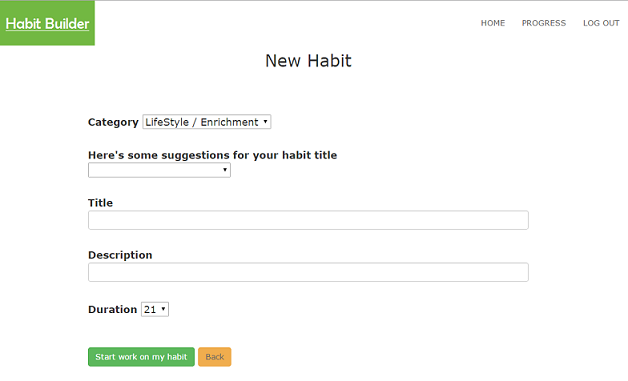 Habit Builder
HOME PROGRESS LOG OUT
New Habit
Category LifeStyle / Enrichment
Here's some suggestions for your habit title
Title
Description
Duration 21
Start work on my habit Back